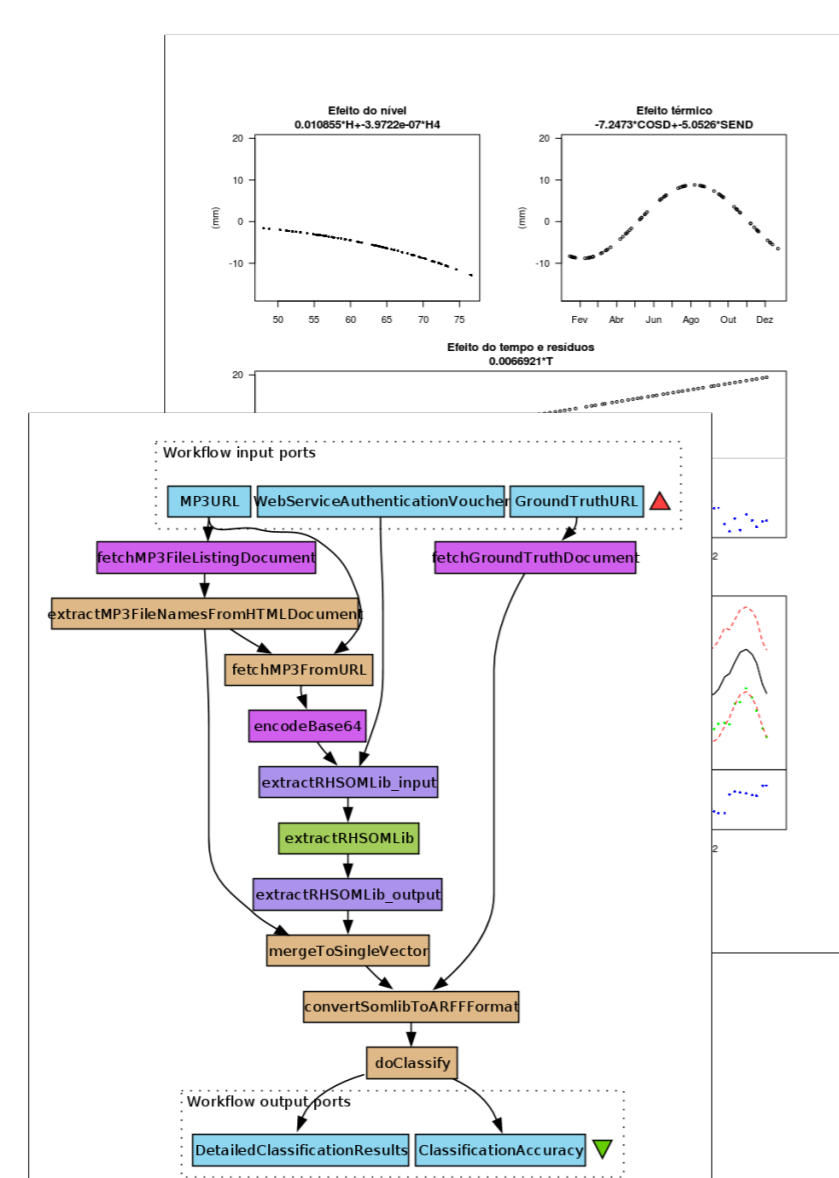 Efeito do nível
0.010855*H+-3.9722e-07*H4
20
10
0
-10
(mm)
50 55 60 65 70 75
Efeito térmico
-7.2473*COSD+-5.0526*SEND
20
10
0
-10
(mm)
Fev Abr Jun Ago Out Dez
Efeito do tempo e resíduos
0.0066921*T
20
2
2
Workflow input ports
MP3URL
WebServiceAuthenticationVoucher
GroundTruthURL
fetchMP3FileListingDocument
fetchGroundTruthDocument
extractMP3FileNamesFromHTMLDocument
fetchMP3FromURL
encodeBase64
extractRHSOMLib_input
extractRHSOMLib
extractRHSOMLib_output
mergeToSingleVector
convertSomlibToARFFFormat
doClassify
Workflow output ports
DetailedClassificationResults
ClassificationAccuracy